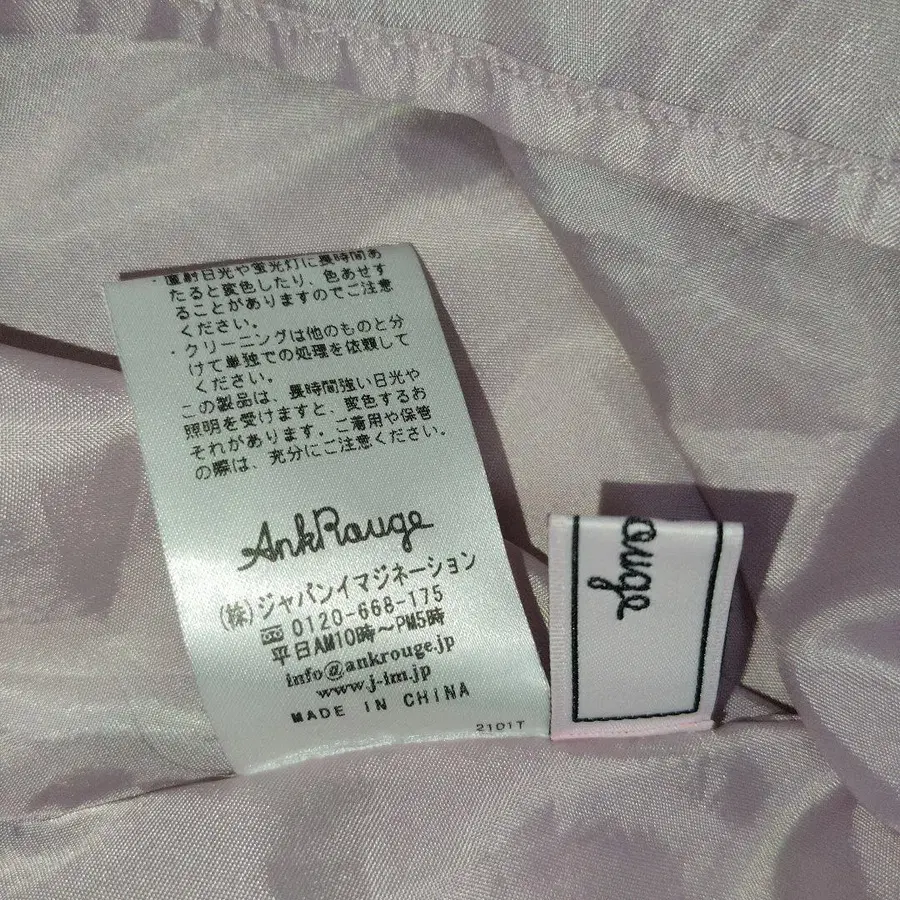 ・直射日光や蛍光灯に長時間あ
たると変色したり、色あせす
ることがありますのでご注意
ください。
・クリーニングは他のものと分
けて単独での処理を依頼して
ください。
この製品は、長時間強い日光や
照明を受けますと、変色するお
それがあります。ご着用や保管
の際は、充分にご注意ください。
AnkRouge
(株)ジャパンイマジネーション
0120-668-175
平日AM10時～PM5時
info@ankrouge.jp
www.j-im.jp
MADE IN CHINA
2101T
ouge